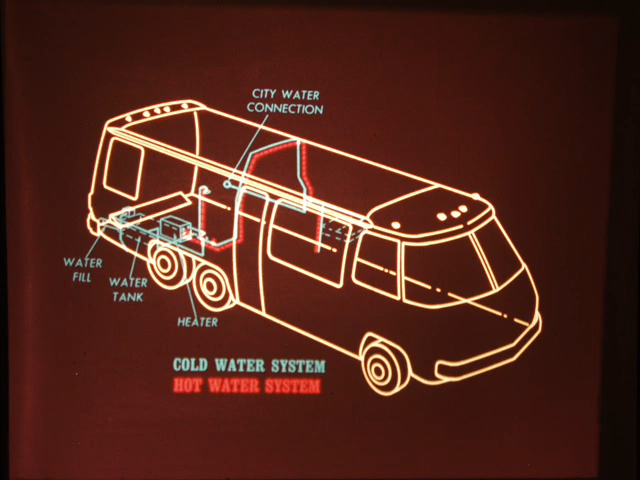 CITY WATER
CONNECTION
WATER
FILL
WATER
TANK
HEATER
COLD WATER SYSTEM
HOT WATER SYSTEM